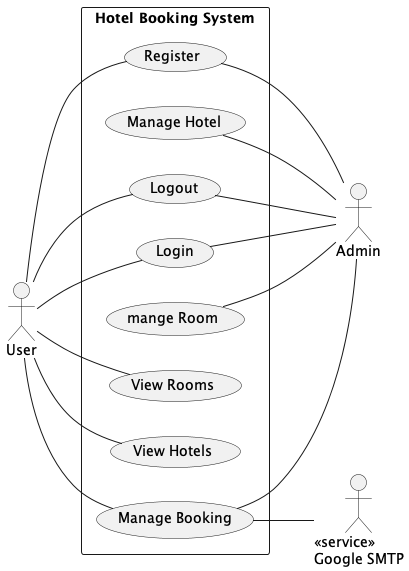 Hotel Booking System
Register
Manage Hotel
Logout
Login
mange Room
View Rooms
View Hotels
Manage Booking
User
Admin
«service»
Google SMTP